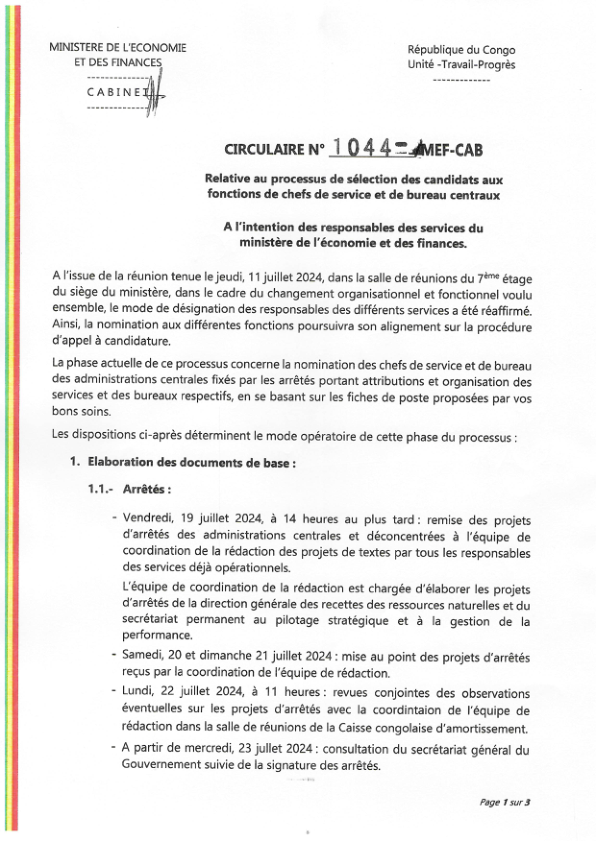 MINISTERE DE L'ECONOMIE
ET DES FINANCES
--------------
CABINET
--------------
République du Congo
Unité -Travail-Progrès
-------------
CIRCULAIRE N° 1044 MEF-CAB
Relative au processus de sélection des candidats aux
fonctions de chefs de service et de bureau centraux
A l'intention des responsables des services du
ministère de l'économie et des finances.
A l'issue de la réunion tenue le jeudi, 11 juillet 2024, dans la salle de réunions du 7ème étage
du siège du ministère, dans le cadre du changement organisationnel et fonctionnel voulu
ensemble, le mode de désignation des responsables des différents services a été réaffirmé.
Ainsi, la nomination aux différentes fonctions poursuivra son alignement sur la procédure
d'appel à candidature.
La phase actuelle de ce processus concerne la nomination des chefs de service et de bureau
des administrations centrales fixés par les arrêtés portant attributions et organisation des
services et des bureaux respectifs, en se basant sur les fiches de poste proposées par vos
bons soins.
Les dispositions ci-après déterminent le mode opératoire de cette phase du processus :
1. Elaboration des documents de base :
1.1.- Arrêtés :
- Vendredi, 19 juillet 2024, à 14 heures au plus tard : remise des projets
d'arrêtés des administrations centrales et déconcentrées à l'équipe de
coordination de la rédaction des projets de textes par tous les responsables
des services déjà opérationnels.
L'équipe de coordination de la rédaction est chargée d'élaborer les projets
d'arrêtés de la direction générale des recettes des ressources naturelles et du
secrétariat permanent au pilotage stratégique et à la gestion de la
performance.
- Samedi, 20 et dimanche 21 juillet 2024 : mise au point des projets d'arrêtés
reçus par la coordination de l'équipe de rédaction.
- Lundi, 22 juillet 2024, à 11 heures : revues conjointes des observations
éventuelles sur les projets d'arrêtés avec la coordintaion de l'équipe de
rédaction dans la salle de réunions de la Caisse congolaise d'amortissement.
- A partir de mercredi, 23 juillet 2024 : consultation du secrétariat général du
Gouvernement suivie de la signature des arrêtés.
Page 1 sur 3